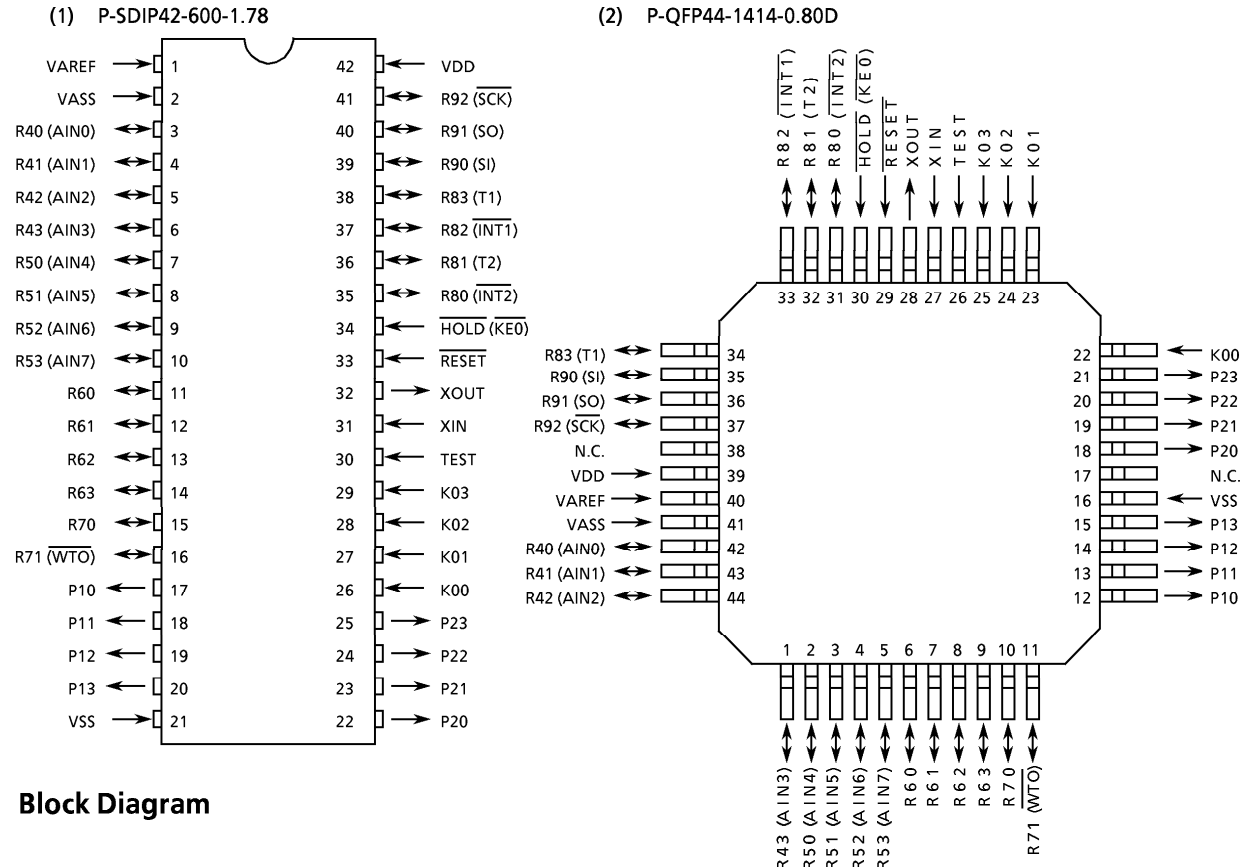 (1) P-SDIP42-600-1.78
VAREF 1 42 VDD
VASS 2 41 R92 (SCK)
R40 (AIN0) 3 40 R91 (SO)
R41 (AIN1) 4 39 R90 (SI)
R42 (AIN2) 5 38 R83 (T1)
R43 (AIN3) 6 37 R82 (INT1)
R50 (AIN4) 7 36 R81 (T2)
R51 (AIN5) 8 35 R80 (INT2)
R52 (AIN6) 9 34 HOLD (KE0)
R53 (AIN7) 10 33 RESET
R60 11 32 XOUT
R61 12 31 XIN
R62 13 30 TEST
R63 14 29 K03
R70 15 28 K02
R71 (WTO) 16 27 K01
P10 17 26 K00
P11 18 25 P23
P12 19 24 P22
P13 20 23 P21
VSS 21 22 P20
(2) P-QFP44-1414-0.80D
R82 (INT1)
R81 (T2)
R80 (INT2)
HOLD (KE0)
RESET
XOUT
XIN
TEST
K03
K02
K01
33 32 31 30 29 28 27 26 25 24 23
R83 (T1) 34 22 K00
R90 (SI) 35 21 P23
R91 (SO) 36 20 P22
R92 (SCK) 37 19 P21
N.C. 38 18 P20
VDD 39 17 N.C.
VAREF 40 16 VSS
VASS 41 15 P13
R40 (AIN0) 42 14 P12
R41 (AIN1) 43 13 P11
R42 (AIN2) 44 12 P10
1 2 3 4 5 6 7 8 9 10 11
R43 (AIN3)
R50 (AIN4)
R51 (AIN5)
R52 (AIN6)
R53 (AIN7)
R60
R61
R62
R63
R70
R71 (WTO)
Block Diagram